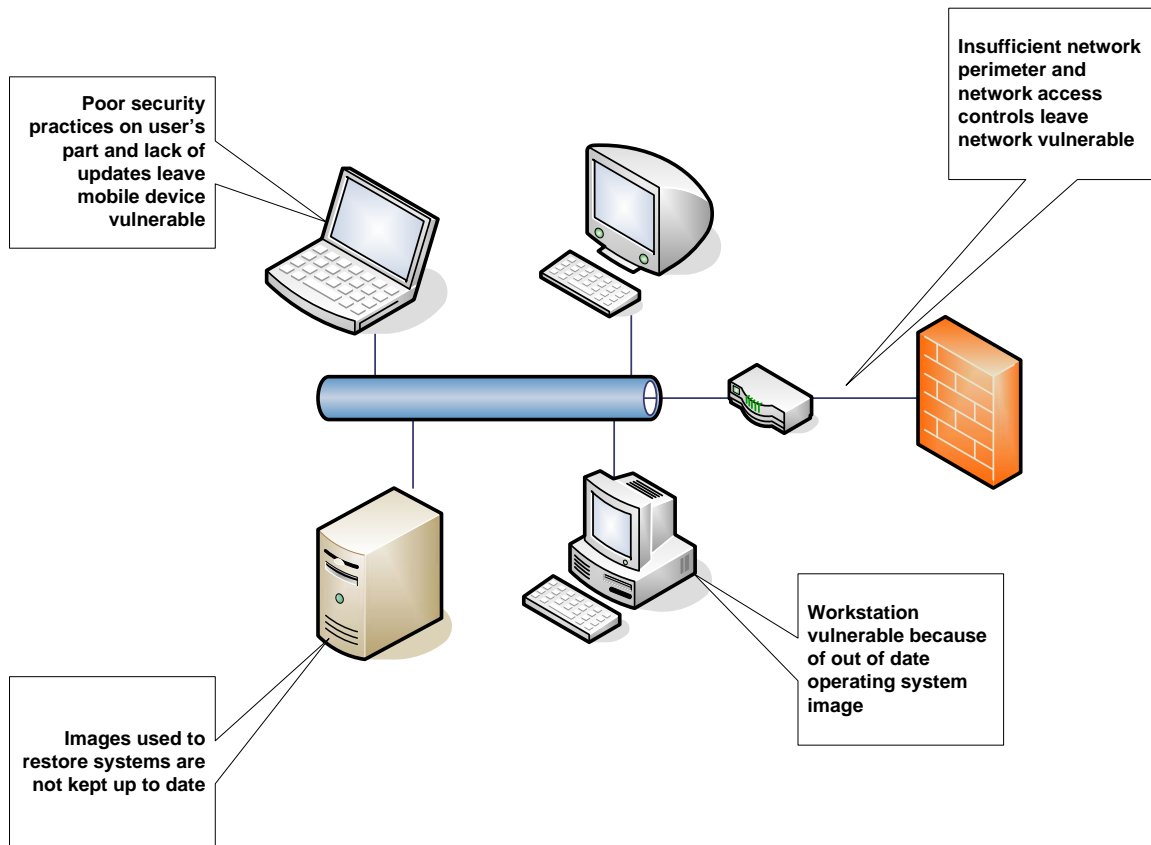 Poor security
practices on user’s
part and lack of
updates leave
mobile device
vulnerable
Insufficient network
perimeter and
network access
controls leave
network vulnerable
Images used to
restore systems are
not kept up to date
Workstation
vulnerable because
of out of date
operating system
image